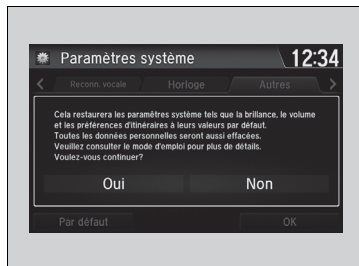 Paramètres système
12:34
Reconn. vocale
Horloge
Autres
Cela restaurera les paramètres système tels que la brillance, le volume
et les préférences d'itinéraires à leurs valeurs par défaut.
Toutes les données personnelles seront aussi effacées.
Veuillez consulter le mode d'emploi pour plus de détails.
Voulez-vous continuer?
Oui
Non
Par défaut
OK